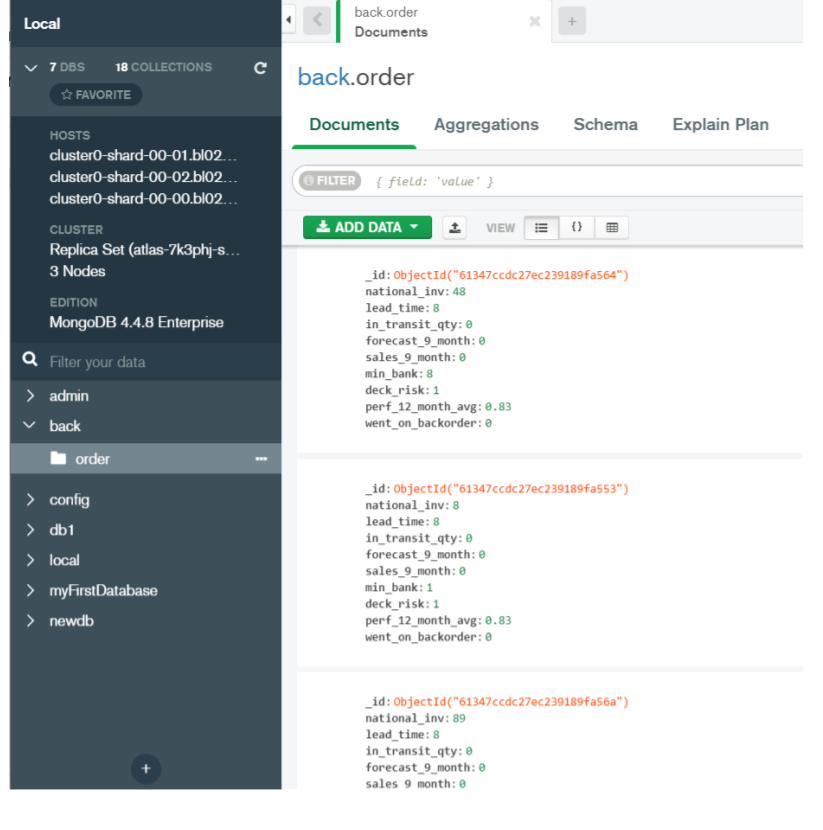 Local
7 DBS 18 COLLECTIONS
FAVORITE
HOSTS
cluster0-shard-00-01.bl02...
cluster0-shard-00-02.bl02...
cluster0-shard-00-00.bl02...
CLUSTER
Replica Set (atlas-7k3phj-s...
3 Nodes
EDITION
MongoDB 4.4.8 Enterprise
Filter your data
admin
back
order
config
db1
local
myFirstDatabase
newdb
+
back.order
Documents
+
back.order
Documents Aggregations Schema Explain Plan
FILTER { field: 'value' }
ADD DATA VIEW {}
_id: ObjectId("61347ccdc27ec239189fa564")
national_inv: 48
lead_time: 8
in_transit_qty: 0
forecast_9_month: 0
sales_9_month: 0
min_bank: 8
deck_risk: 1
perf_12_month_avg: 0.83
went_on_backorder: 0
_id: ObjectId("61347ccdc27ec239189fa553")
national_inv: 8
lead_time: 8
in_transit_qty: 0
forecast_9_month: 0
sales_9_month: 0
min_bank: 1
deck_risk: 1
perf_12_month_avg: 0.83
went_on_backorder: 0
_id: ObjectId("61347ccdc27ec239189fa56a")
national_inv: 89
lead_time: 8
in_transit_qty: 0
forecast_9_month: 0
sales_9_month: 0